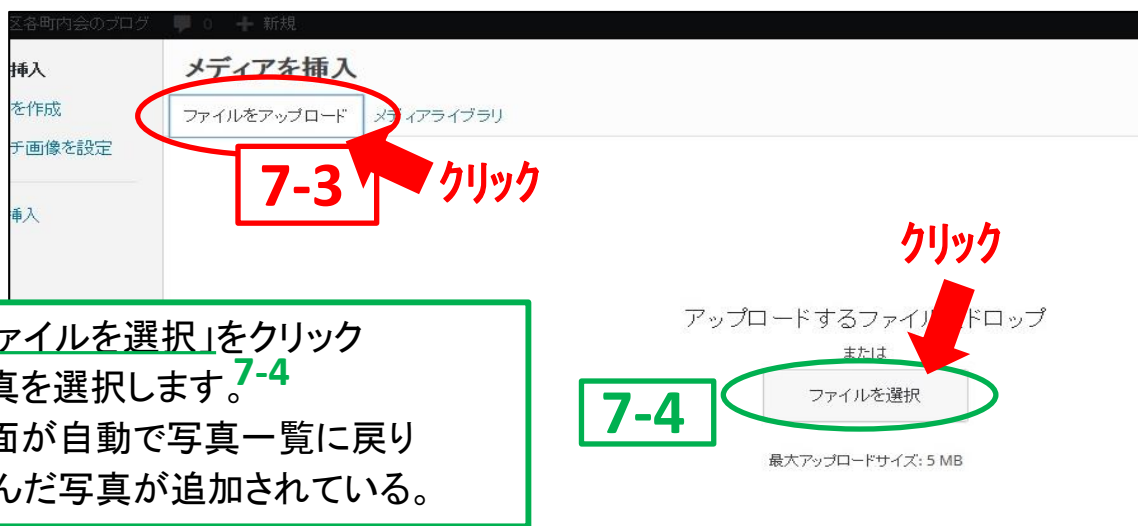 区各町内会のブログ 0 + 新規
挿入
メディアを挿入
を作成
ファイルをアップロード メディアライブラリ
チ画像を設定
7-3 クリック
挿入
クリック
アップロードするファイルをドロップ
または
ファイルを選択
7-4
最大アップロードサイズ: 5 MB
ァイルを選択」をクリック
真を選択します。7-4
面が自動で写真一覧に戻り
んだ写真が追加されている。